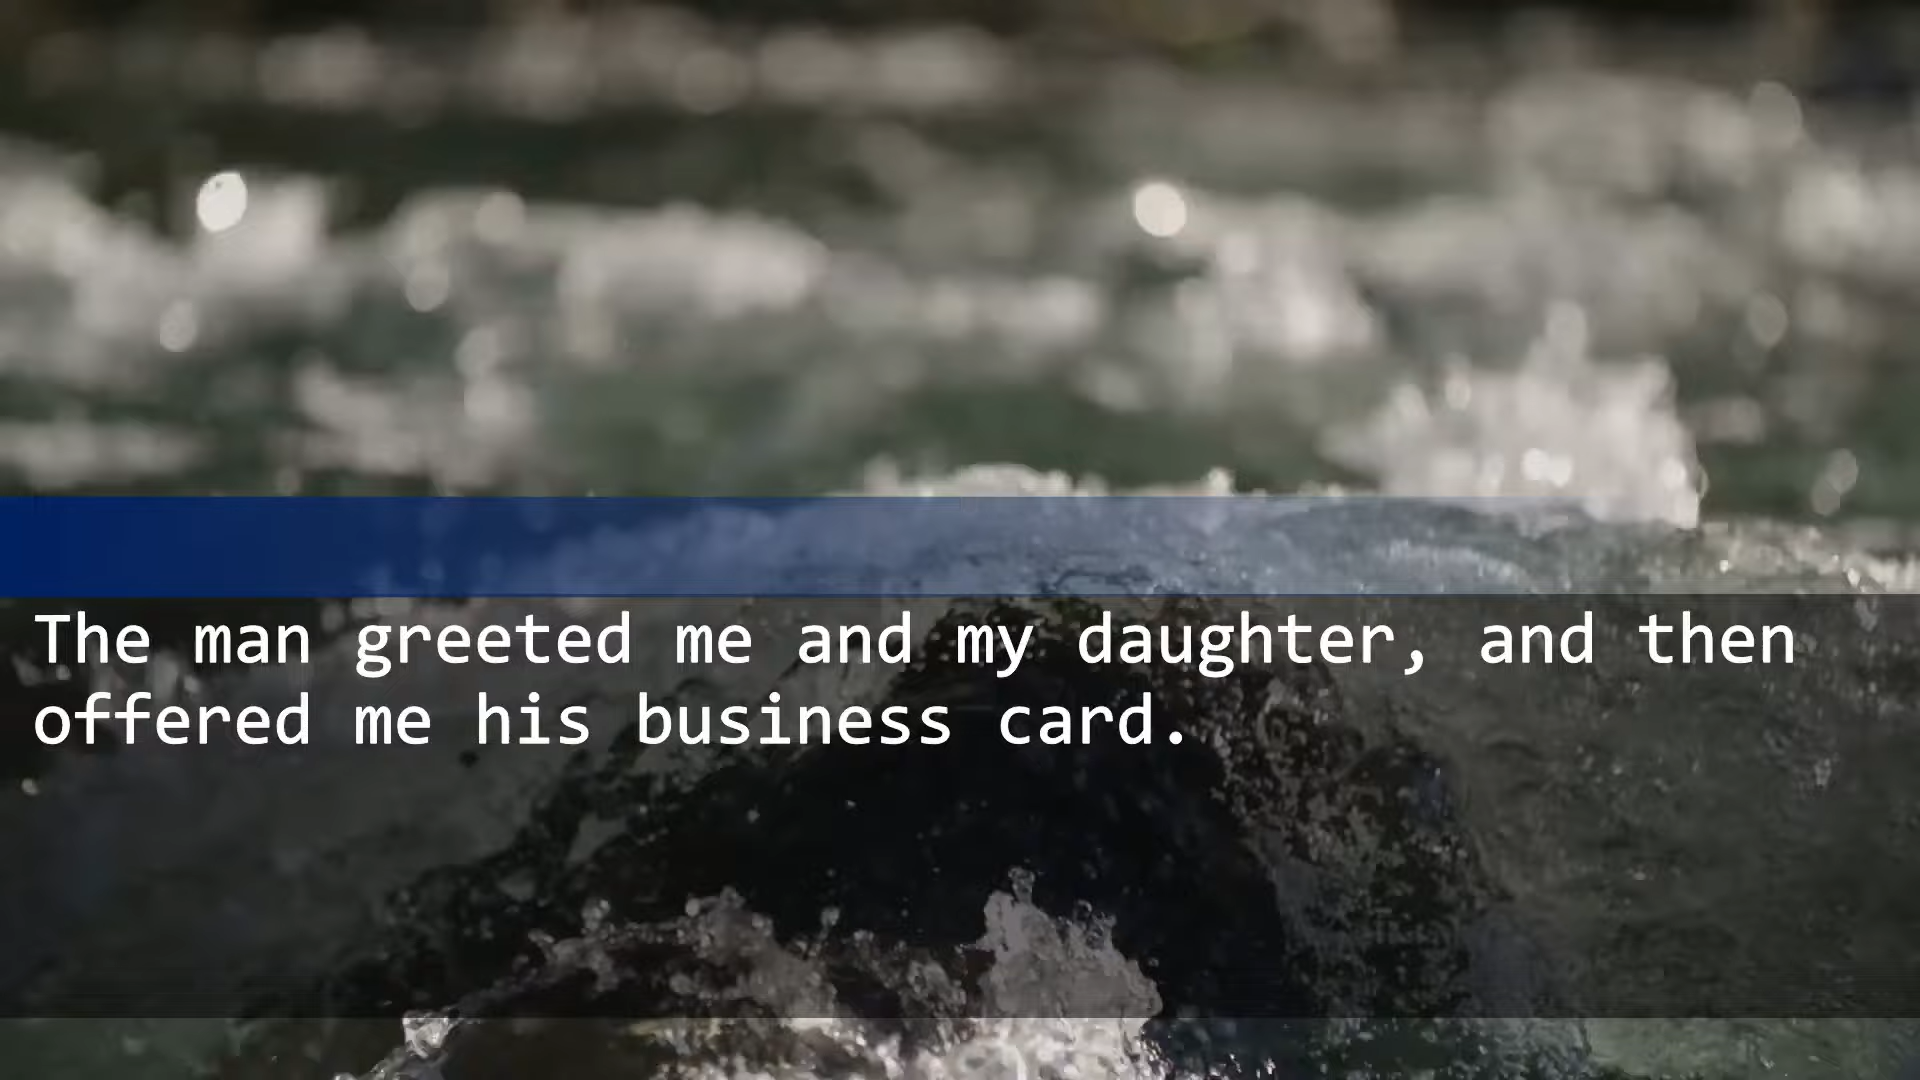 The man greeted me and my daughter, and then
offered me his business card.